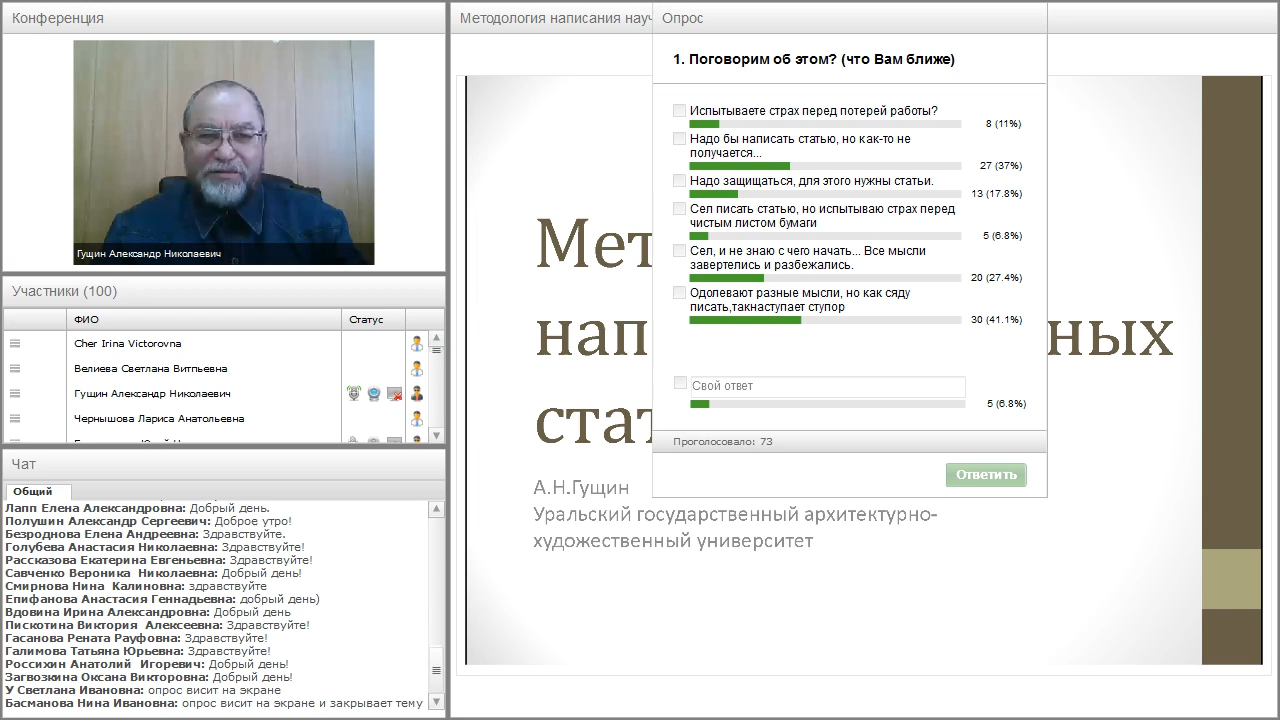 Конференция
Гущин Александр Николаевич
Участники (100)
ФИО
Статус
Cher Irina Victorovna
Велиева Светлана Витпьевна
Гущин Александр Николаевич
Чернышова Лариса Анатольевна
Чат
Общий
Лапп Елена Александровна: Добрый день.
Полушин Александр Сергеевич: Доброе утро!
Безроднова Елена Андреевна: Здравствуйте.
Голубева Анастасия Николаевна: Здравствуйте!
Рассказова Екатерина Евгеньевна: Здравствуйте!
Савченко Вероника Николаевна: Добрый день!
Смирнова Нина Калиновна: здравствуйте
Епифанова Анастасия Геннадьевна: добрый день)
Вдовина Ирина Александровна: Добрый день
Пискотина Виктория Алексеевна: Здравствуйте!
Гасанова Рената Рауфовна: Здравствуйте!
Галимова Татьяна Юрьевна: Здравствуйте!
Россихин Анатолий Игоревич: Добрый день!
Загвозкина Оксана Викторовна: Добрый день!
У Светлана Ивановна: опрос висит на экране
Басманова Нина Ивановна: опрос висит на экране и закрывает тему
Методология написания науч
Опрос
1. Поговорим об этом? (что Вам ближе)
Испытываете страх перед потерей работы?
8 (11%)
Надо бы написать статью, но как-то не
получается...
27 (37%)
Надо защищаться, для этого нужны статьи.
13 (17.8%)
Сел писать статью, но испытываю страх перед
чистым листом бумаги
5 (6.8%)
Сел, и не знаю с чего начать... Все мысли
завертелись и разбежались.
20 (27.4%)
Одолевают разные мысли, но как сяду
писать,такнаступает ступор
30 (41.1%)
Свой ответ
5 (6.8%)
Проголосовало: 73
Ответить
Мет
нап ных
стат
А.Н.Гущин
Уральский государственный архитектурно-
художественный университет